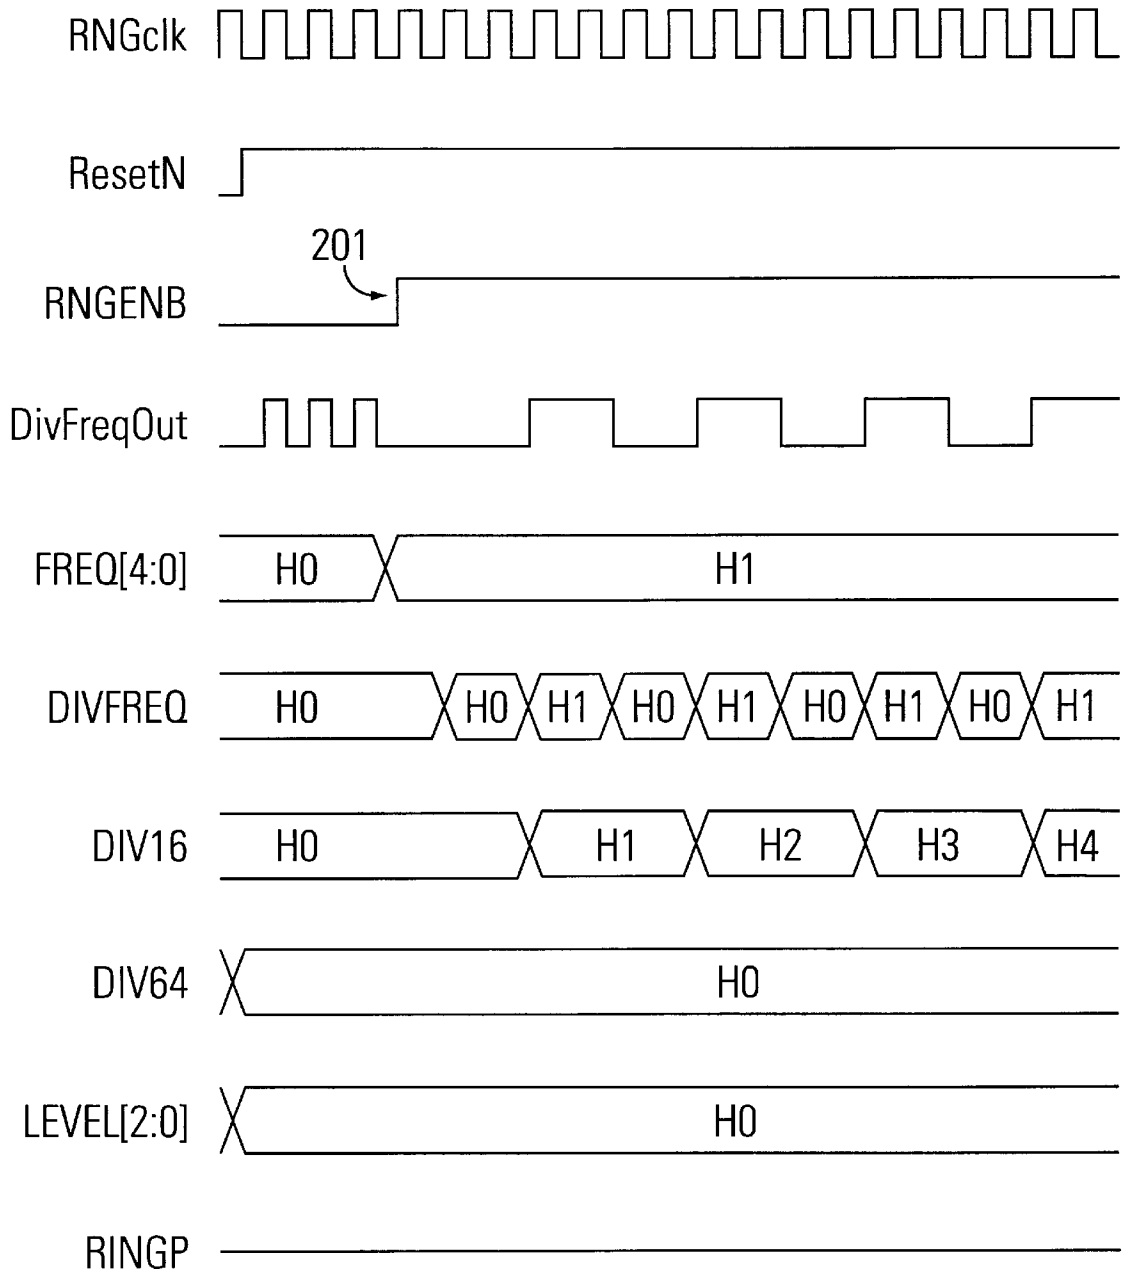 RNGclk
ResetN
201
RNGENB
DivFreqOut
FREQ[4:0] H0 H1
DIVFREQ H0 H0 H1 H0 H1 H0 H1 H0 H1
DIV16 H0 H1 H2 H3 H4
DIV64 H0
LEVEL[2:0] H0
RINGP